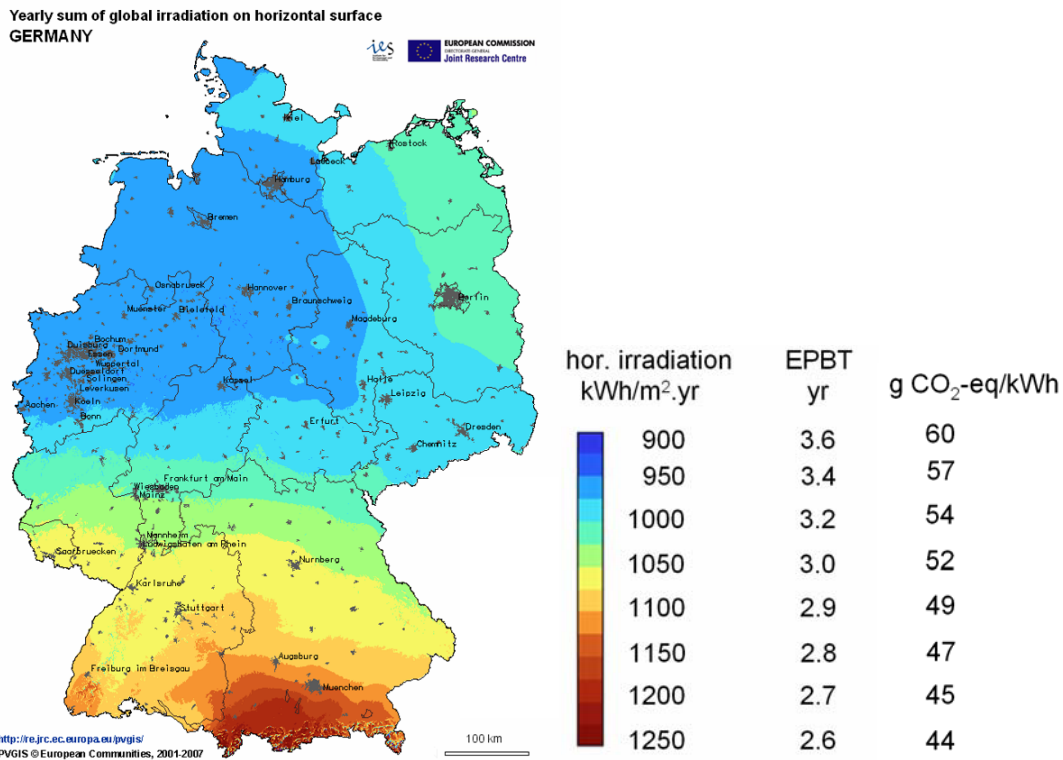 Yearly sum of global irradiation on horizontal surface
GERMANY
ies
EUROPEAN COMMISSION
DIRECTORATE-GENERAL
Joint Research Centre
Kiel
Rostock
Luebeck
Hamburg
Bremen
Berlin
Osnabrueck
Hannover
Braunschweig
Muenster
Bielefeld
Magdeburg
Bochum
Duisburg
Essen
Dortmund
Wuppertal
Duesseldorf
Solingen
Kassel
Halle
Leverkusen
Leipzig
Aachen
Koeln
Bonn
Erfurt
Dresden
Chemnitz
Frankfurt am Main
Wiesbaden
Mainz
Mannheim
Ludwigshafen am Rhein
Saarbruecken
Nurnberg
Karlsruhe
Stuttgart
Augsburg
Freiburg im Breisgau
Muenchen
http://re.jrc.ec.europa.eu/pvgis/
PVGIS © European Communities, 2001-2007
100 km
hor. irradiation EPBT
kWh/m².yr yr g CO₂-eq/kWh
900 3.6 60
950 3.4 57
1000 3.2 54
1050 3.0 52
1100 2.9 49
1150 2.8 47
1200 2.7 45
1250 2.6 44